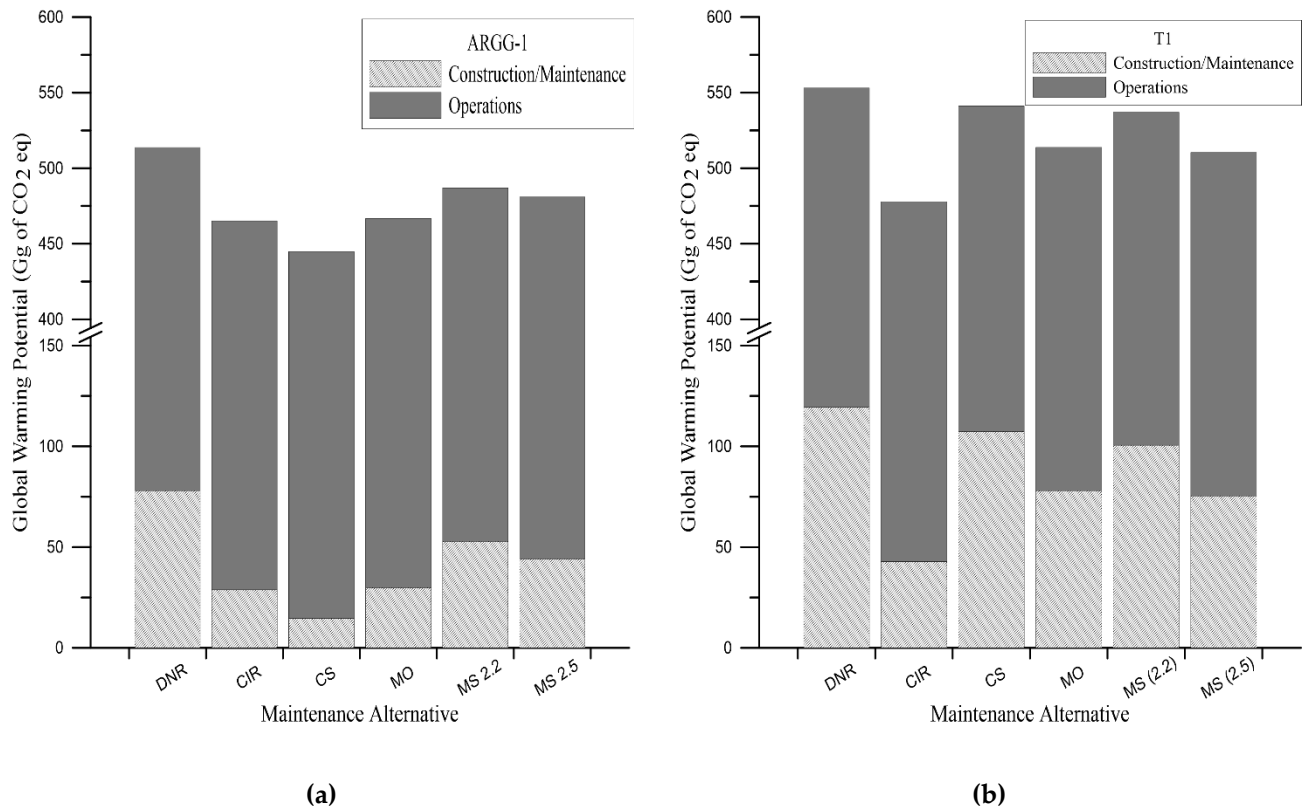 600
550
500
450
400
150
100
50
0
Global Warming Potential (Gg of CO2 eq)
ARGG-1
Construction/Maintenance
Operations
DNR
CIR
CS
MO
MS 2.2
MS 2.5
Maintenance Alternative
(a)
600
550
500
450
400
150
100
50
0
Global Warming Potential (Gg of CO2 eq)
T1
Construction/Maintenance
Operations
DNR
CIR
CS
MO
MS (2.2)
MS (2.5)
Maintenance Alternative
(b)